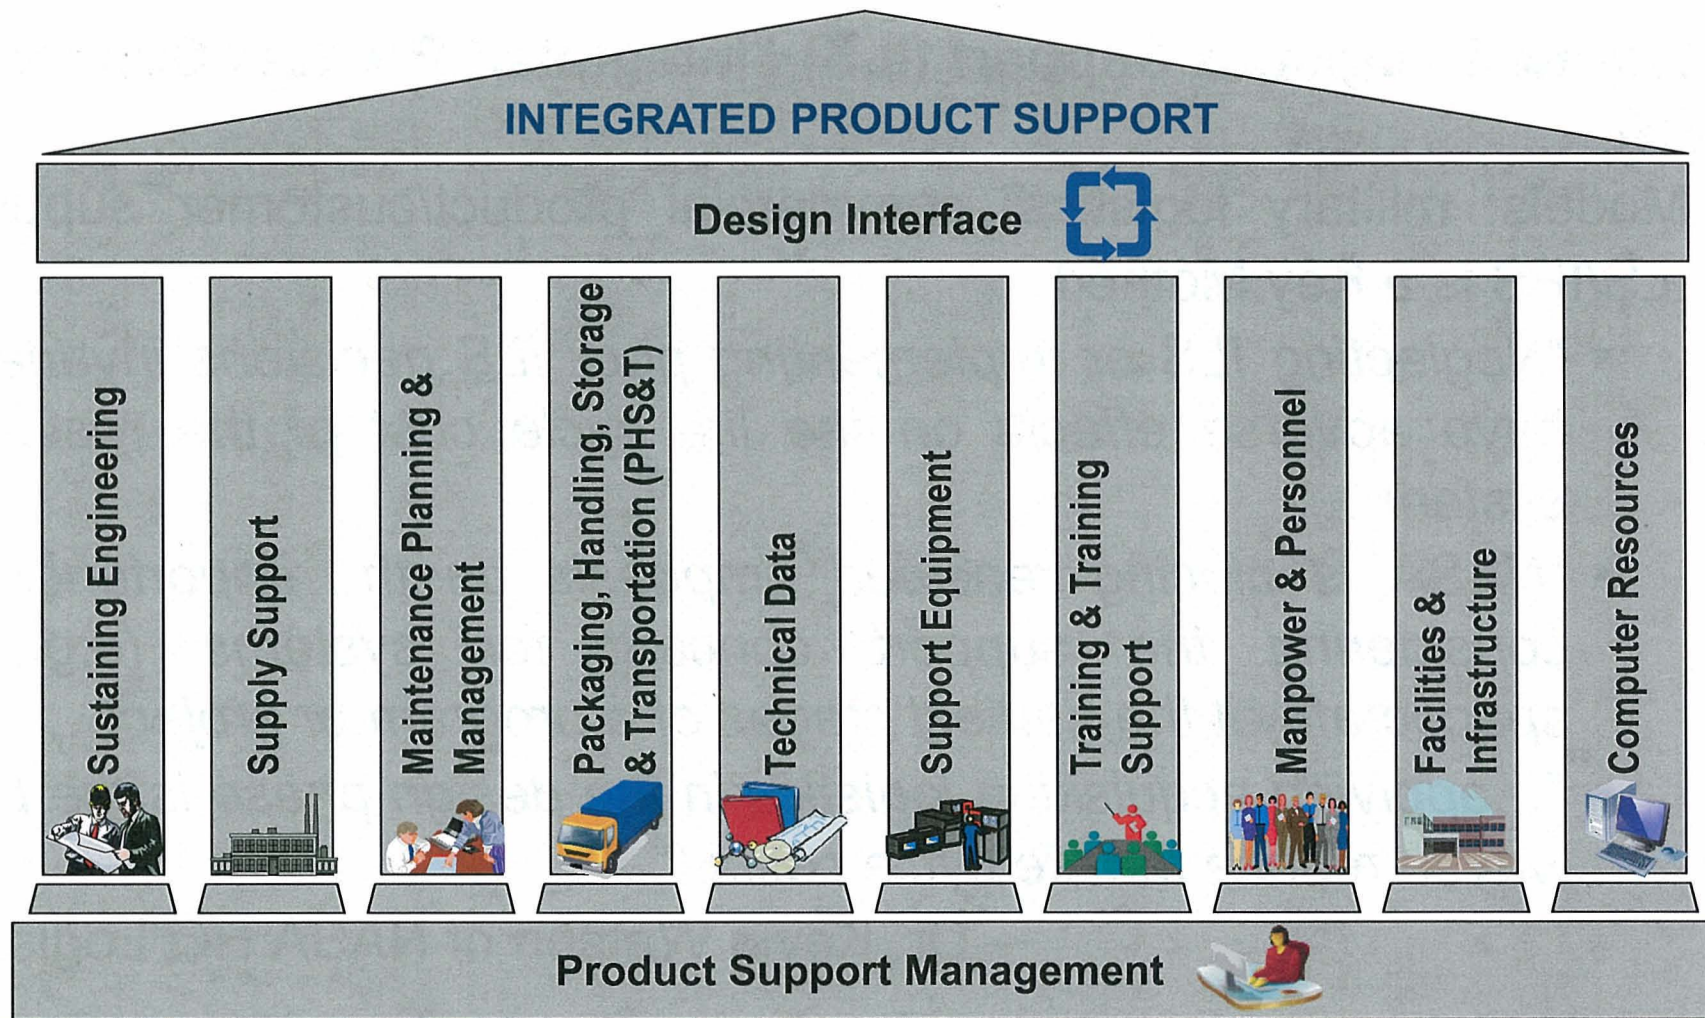 INTEGRATED PRODUCT SUPPORT
Design Interface
Sustaining Engineering
Supply Support
Maintenance Planning &
Management
Packaging, Handling, Storage
& Transportation (PHS&T)
Technical Data
Support Equipment
Training & Training
Support
Manpower & Personnel
Facilities &
Infrastructure
Computer Resources
Product Support Management